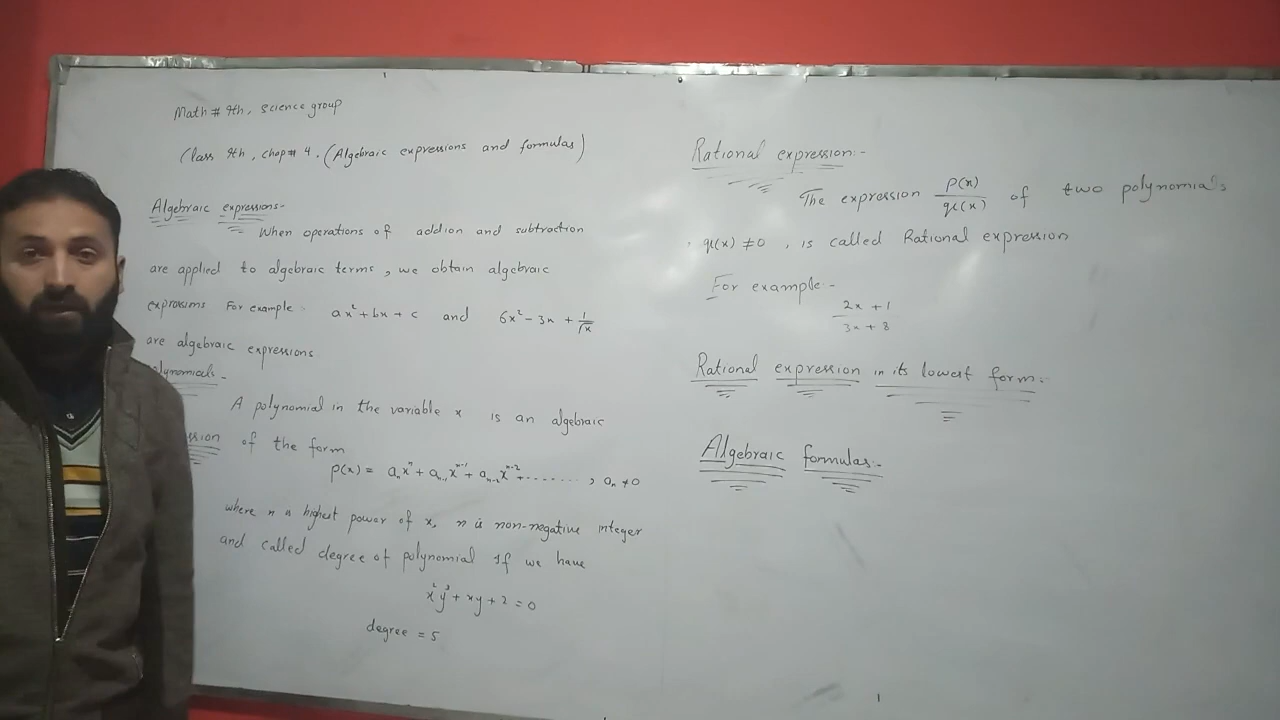 Math # 9th, science group
Class 9th, chap# 4. (Algebraic expressions and formulas)
Algebraic expressions-
When operations of addion and subtraction
are applied to algebraic terms, we obtain algebraic
For example: ax²+bx+c and 6x²-3x+1/√x
are algebraic expressions
A polynomial in the variable x is an algebraic
of the form
P(x) = aₙxⁿ + aₙ₋₁xⁿ⁻¹ + aₙ₋₂xⁿ⁻² + ........, aₙ ≠ 0
where n is highest power of x, n is non-negative integer
and called degree of polynomial If we have
x²y³ + xy + 2 = 0
degree = 5
Rational expression:-
The expression P(x)/q(x) of two polynomials
q(x) ≠ 0, is called Rational expression
For example:-
2x + 1
3x + 8
Rational expression in its lowest form:-
Algebraic formulas:-